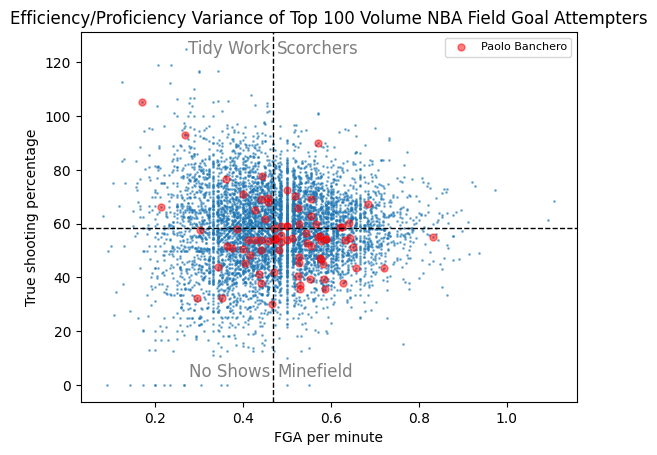 Efficiency/Proficiency Variance of Top 100 Volume NBA Field Goal Attempters
Tidy Work
Scorchers
Paolo Banchero
120
100
80
60
40
20
0
True shooting percentage
No Shows
Minefield
0.2
0.4
0.6
0.8
1.0
FGA per minute